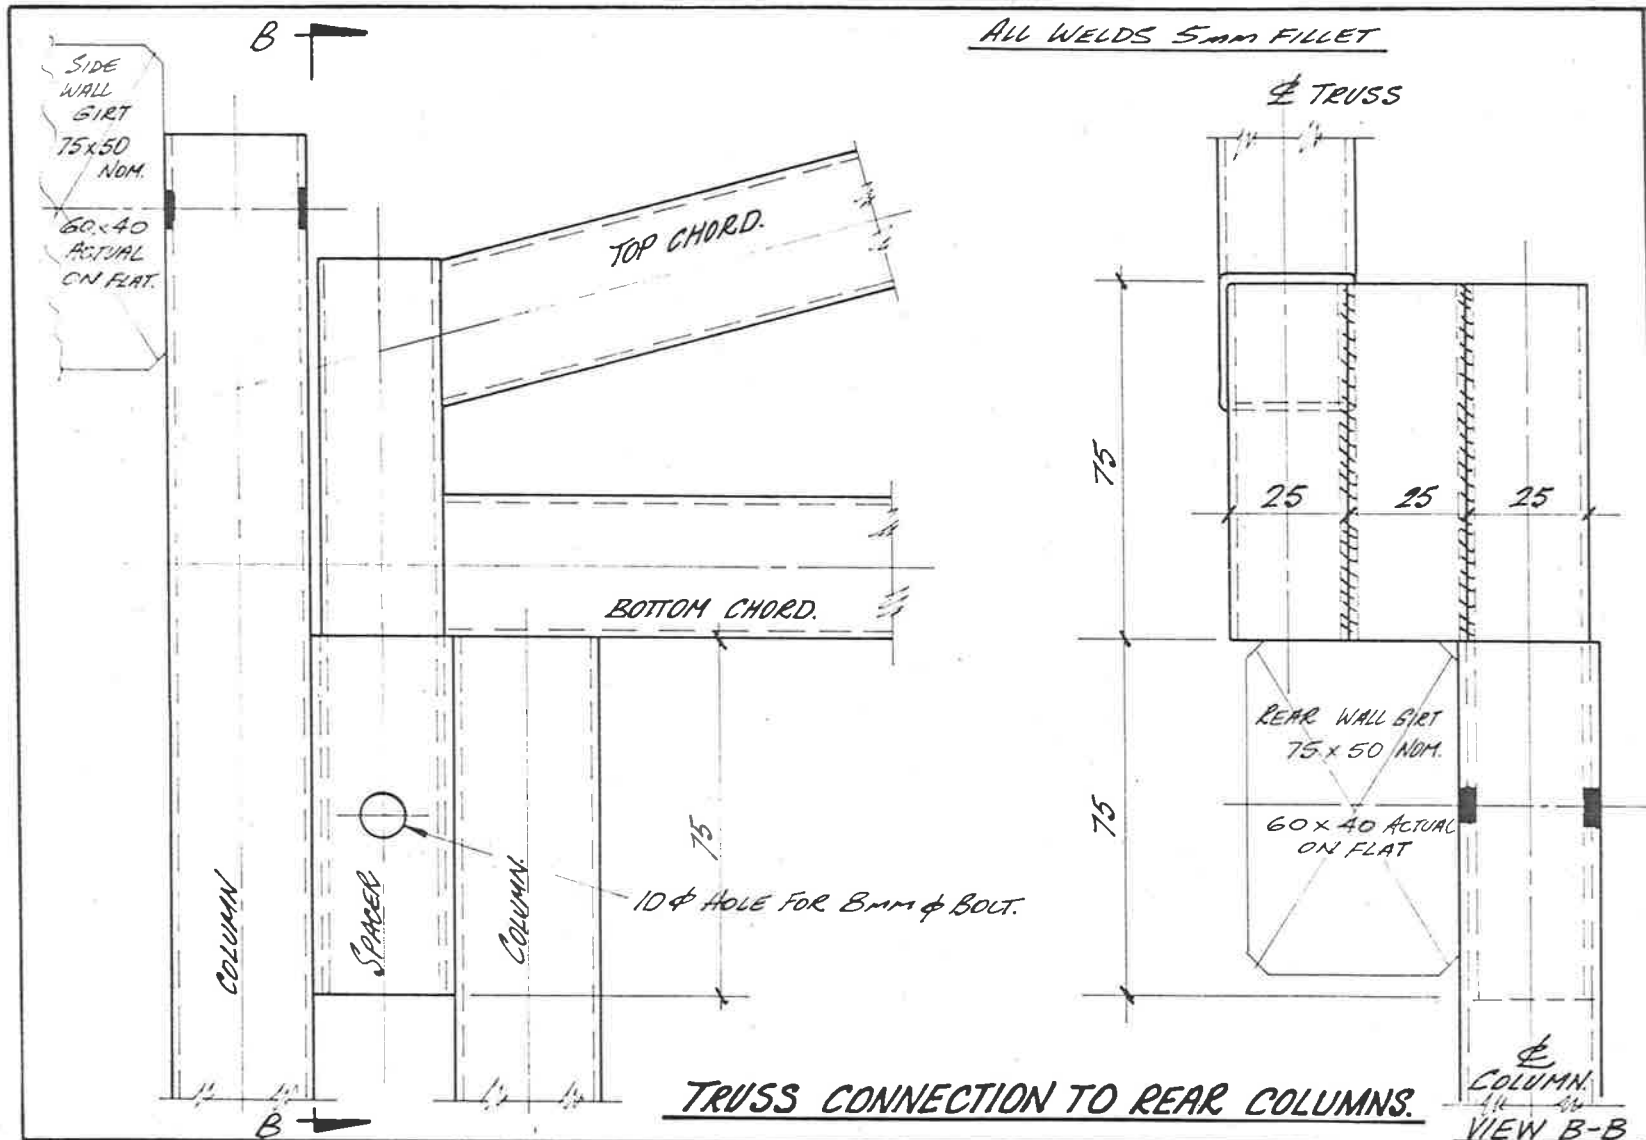 B
ALL WELDS 5mm FILLET
SIDE
WALL
GIRT
75x50
NOM.
60x40
ACTUAL
ON FLAT.
TOP CHORD.
BOTTOM CHORD.
75
COLUMN
SPACER
COLUMN.
10 ϕ HOLE FOR 8mm ϕ BOLT.
B
℄ TRUSS
75
25 25 25
REAR WALL GIRT
75 x 50 NOM.
60 x 40 ACTUAL
ON FLAT
75
℄
COLUMN.
VIEW B-B
TRUSS CONNECTION TO REAR COLUMNS.